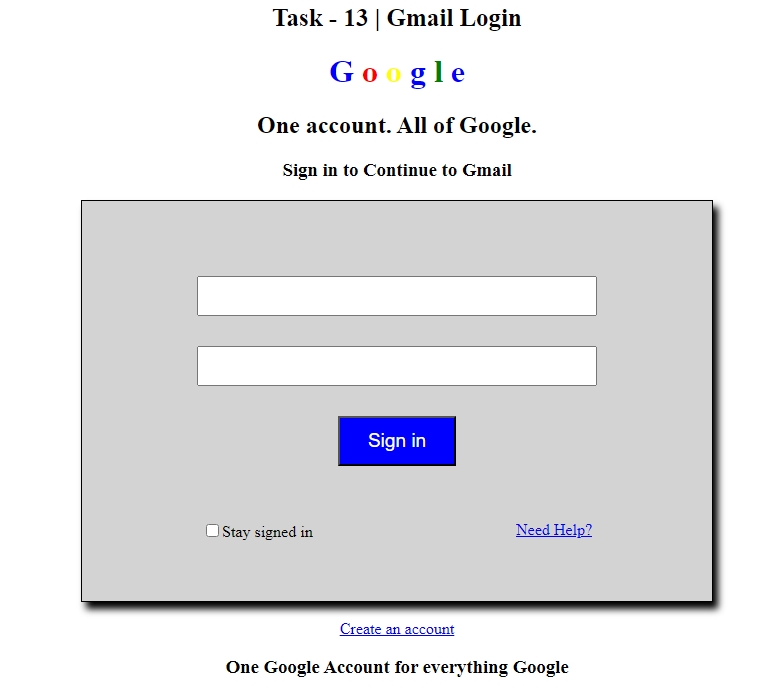 Task - 13 | Gmail Login
G o o g l e
One account. All of Google.
Sign in to Continue to Gmail
Sign in
Stay signed in
Need Help?
Create an account
One Google Account for everything Google